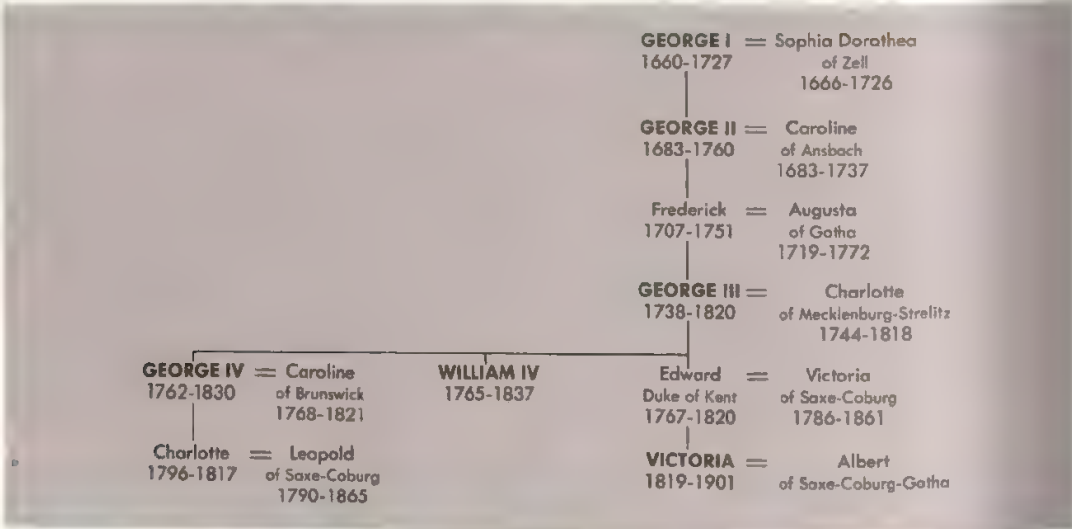 GEORGE I = Sophia Dorothea
1660-1727 of Zell
1666-1726
GEORGE II = Caroline
1683-1760 of Ansbach
1683-1737
Frederick = Augusta
1707-1751 of Gotha
1719-1772
GEORGE III = Charlotte
1738-1820 of Mecklenburg-Strelitz
1744-1818
GEORGE IV = Caroline
1762-1830 of Brunswick
1768-1821
WILLIAM IV
1765-1837
Edward = Victoria
Duke of Kent of Saxe-Coburg
1767-1820 1786-1861
Charlotte = Leopold
1796-1817 of Saxe-Coburg
1790-1865
VICTORIA = Albert
1819-1901 of Saxe-Coburg-Gotha